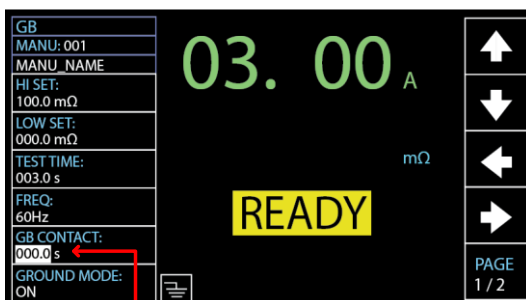 GB
MANU: 001
MANU_NAME
HI SET:
100.0 mΩ
LOW SET:
000.0 mΩ
TEST TIME:
003.0 s
FREQ:
60Hz
GB CONTACT:
000.0 s
GROUND MODE:
ON
03. 00 A
mΩ
READY
PAGE
1 / 2